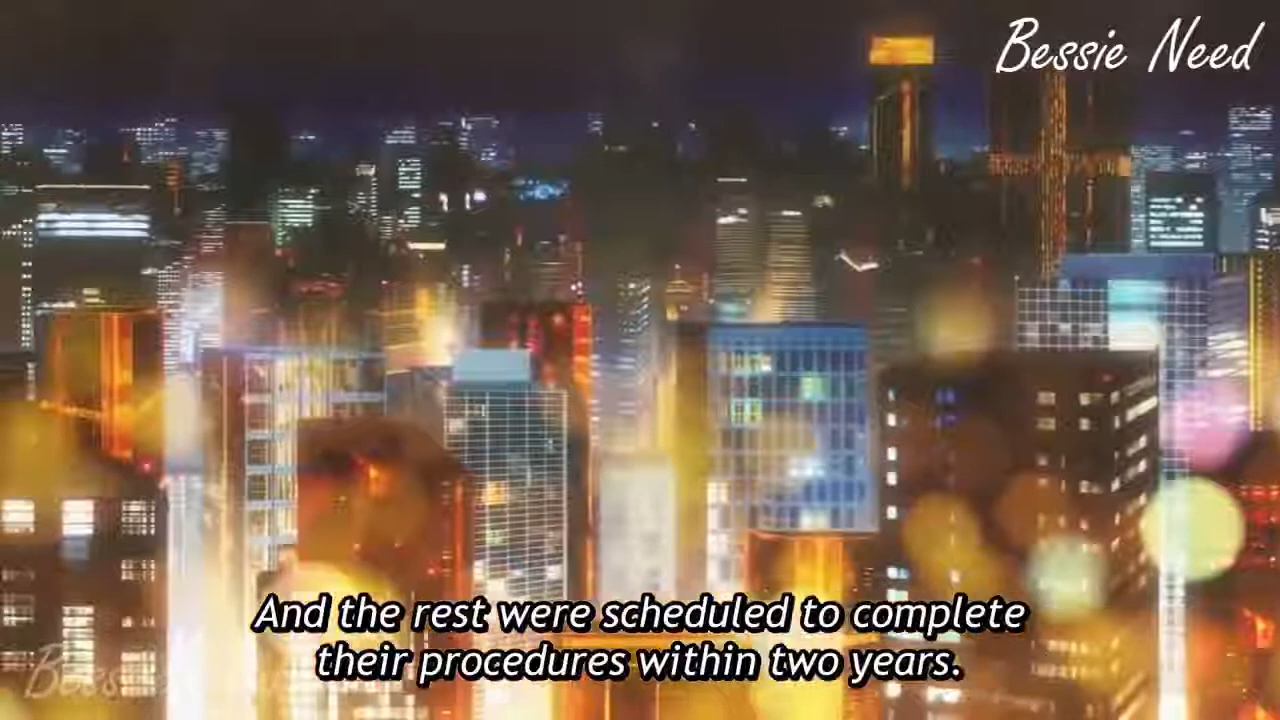 Bessie Need
And the rest were scheduled to complete
their procedures within two years.